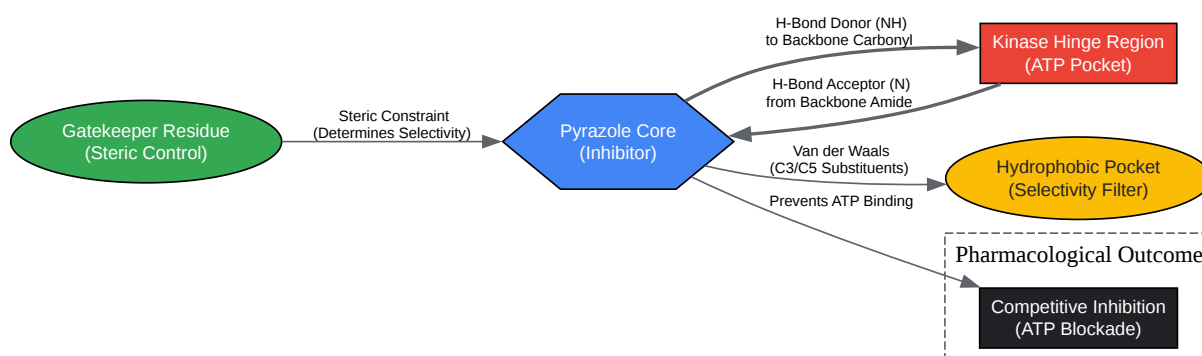 Gatekeeper Residue
(Steric Control)
Steric Constraint
(Determines Selectivity)
Pyrazole Core
(Inhibitor)
H-Bond Donor (NH)
to Backbone Carbonyl
H-Bond Acceptor (N)
from Backbone Amide
Kinase Hinge Region
(ATP Pocket)
Van der Waals
(C3/C5 Substituents)
Hydrophobic Pocket
(Selectivity Filter)
Prevents ATP Binding
Pharmacological Outcome
Competitive Inhibition
(ATP Blockade)